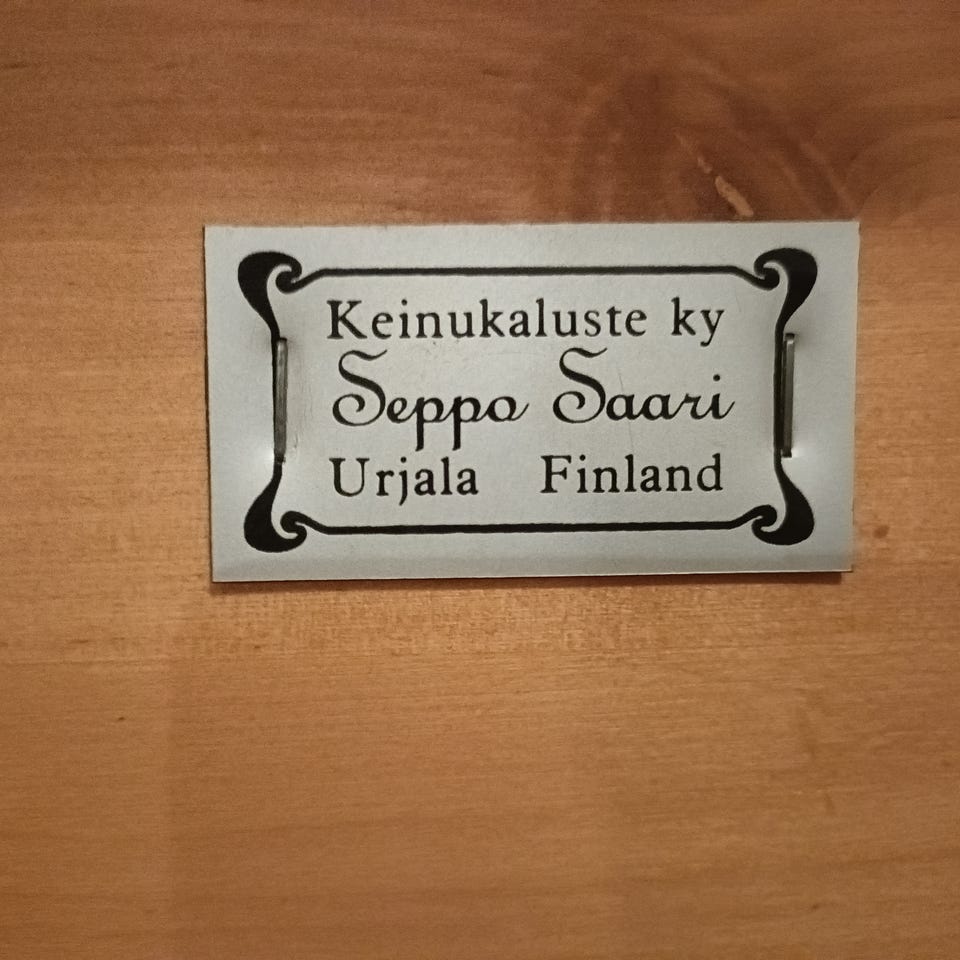 Keinukaluste ky
Seppo Saari
Urjala Finland